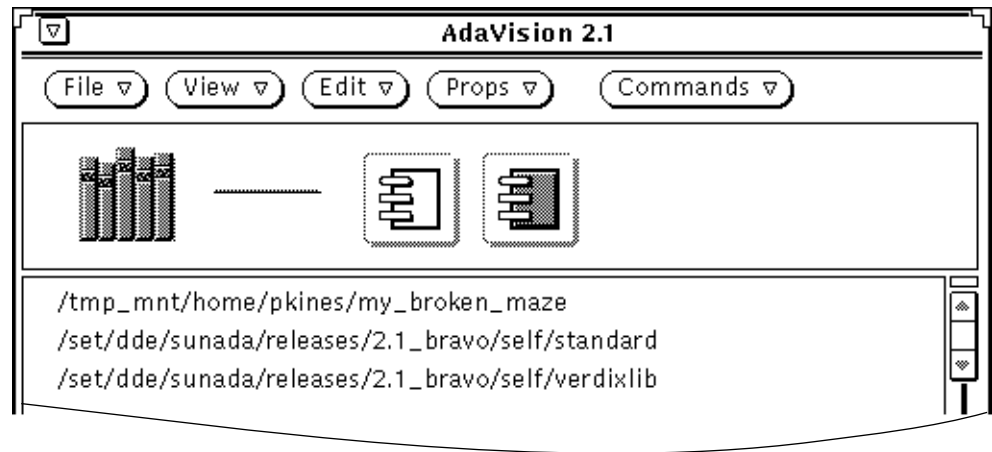 AdaVision 2.1
File View Edit Props Commands
/tmp_mnt/home/pkines/my_broken_maze
/set/dde/sunada/releases/2.1_bravo/self/standard
/set/dde/sunada/releases/2.1_bravo/self/verdixlib